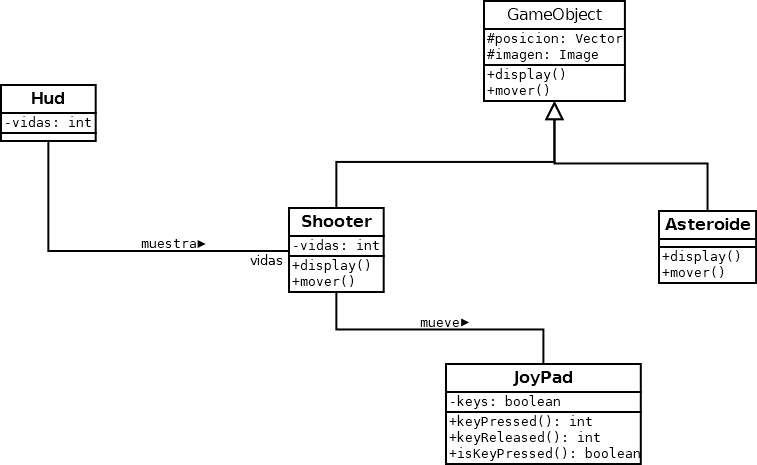 GameObject
#posicion: Vector
#imagen: Image
+display()
+mover()
Hud
-vidas: int
muestra►
vidas
Shooter
-vidas: int
+display()
+mover()
Asteroide
+display()
+mover()
mueve►
JoyPad
-keys: boolean
+keyPressed(): int
+keyReleased(): int
+isKeyPressed(): boolean